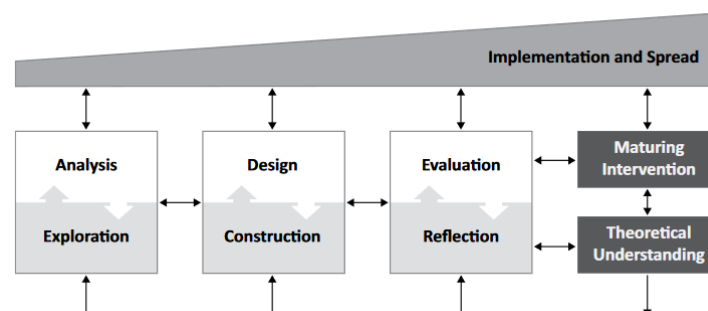 Implementation and Spread
Analysis
Exploration
Design
Construction
Evaluation
Reflection
Maturing
Intervention
Theoretical
Understanding